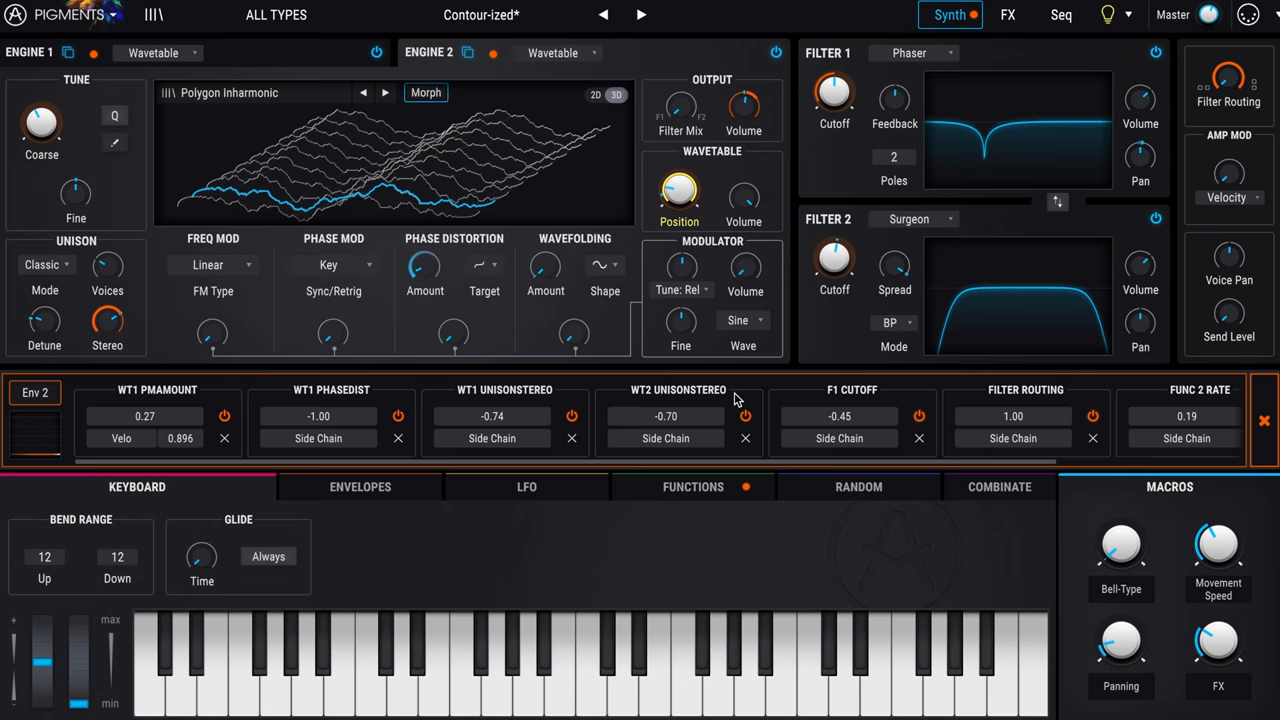 PIGMENTS ALL TYPES Contour-ized* Synth FX Seq Master
ENGINE 1 Wavetable ENGINE 2 Wavetable
TUNE
Coarse Q
Fine
Polygon Inharmonic Morph 2D 3D
OUTPUT
F1 F2
Filter Mix Volume
WAVETABLE
Position Volume
UNISON
Classic
Mode Voices
Detune Stereo
FREQ MOD
Linear
FM Type
PHASE MOD
Key
Sync/Retrig
PHASE DISTORTION
Amount Target
WAVEFOLDING
Amount Shape
MODULATOR
Tune: Rel Volume
Sine
Fine Wave
FILTER 1 Phaser
Cutoff Feedback Volume
2
Poles Pan
FILTER 2 Surgeon
Cutoff Spread Volume
BP
Mode Pan
Filter Routing
AMP MOD
Velocity
Voice Pan
Send Level
Env 2
WT1 PMAMOUNT
0.27
Velo 0.896
WT1 PHASEDIST
-1.00
Side Chain
WT1 UNISONSTEREO
-0.74
Side Chain
WT2 UNISONSTEREO
-0.70
Side Chain
F1 CUTOFF
-0.45
Side Chain
FILTER ROUTING
1.00
Side Chain
FUNC 2 RATE
0.19
Side Chain
KEYBOARD ENVELOPES LFO FUNCTIONS RANDOM COMBINATE MACROS
BEND RANGE
12 12
Up Down
GLIDE
Time Always
+ max
- min
Bell-Type
Movement
Speed
Panning
FX